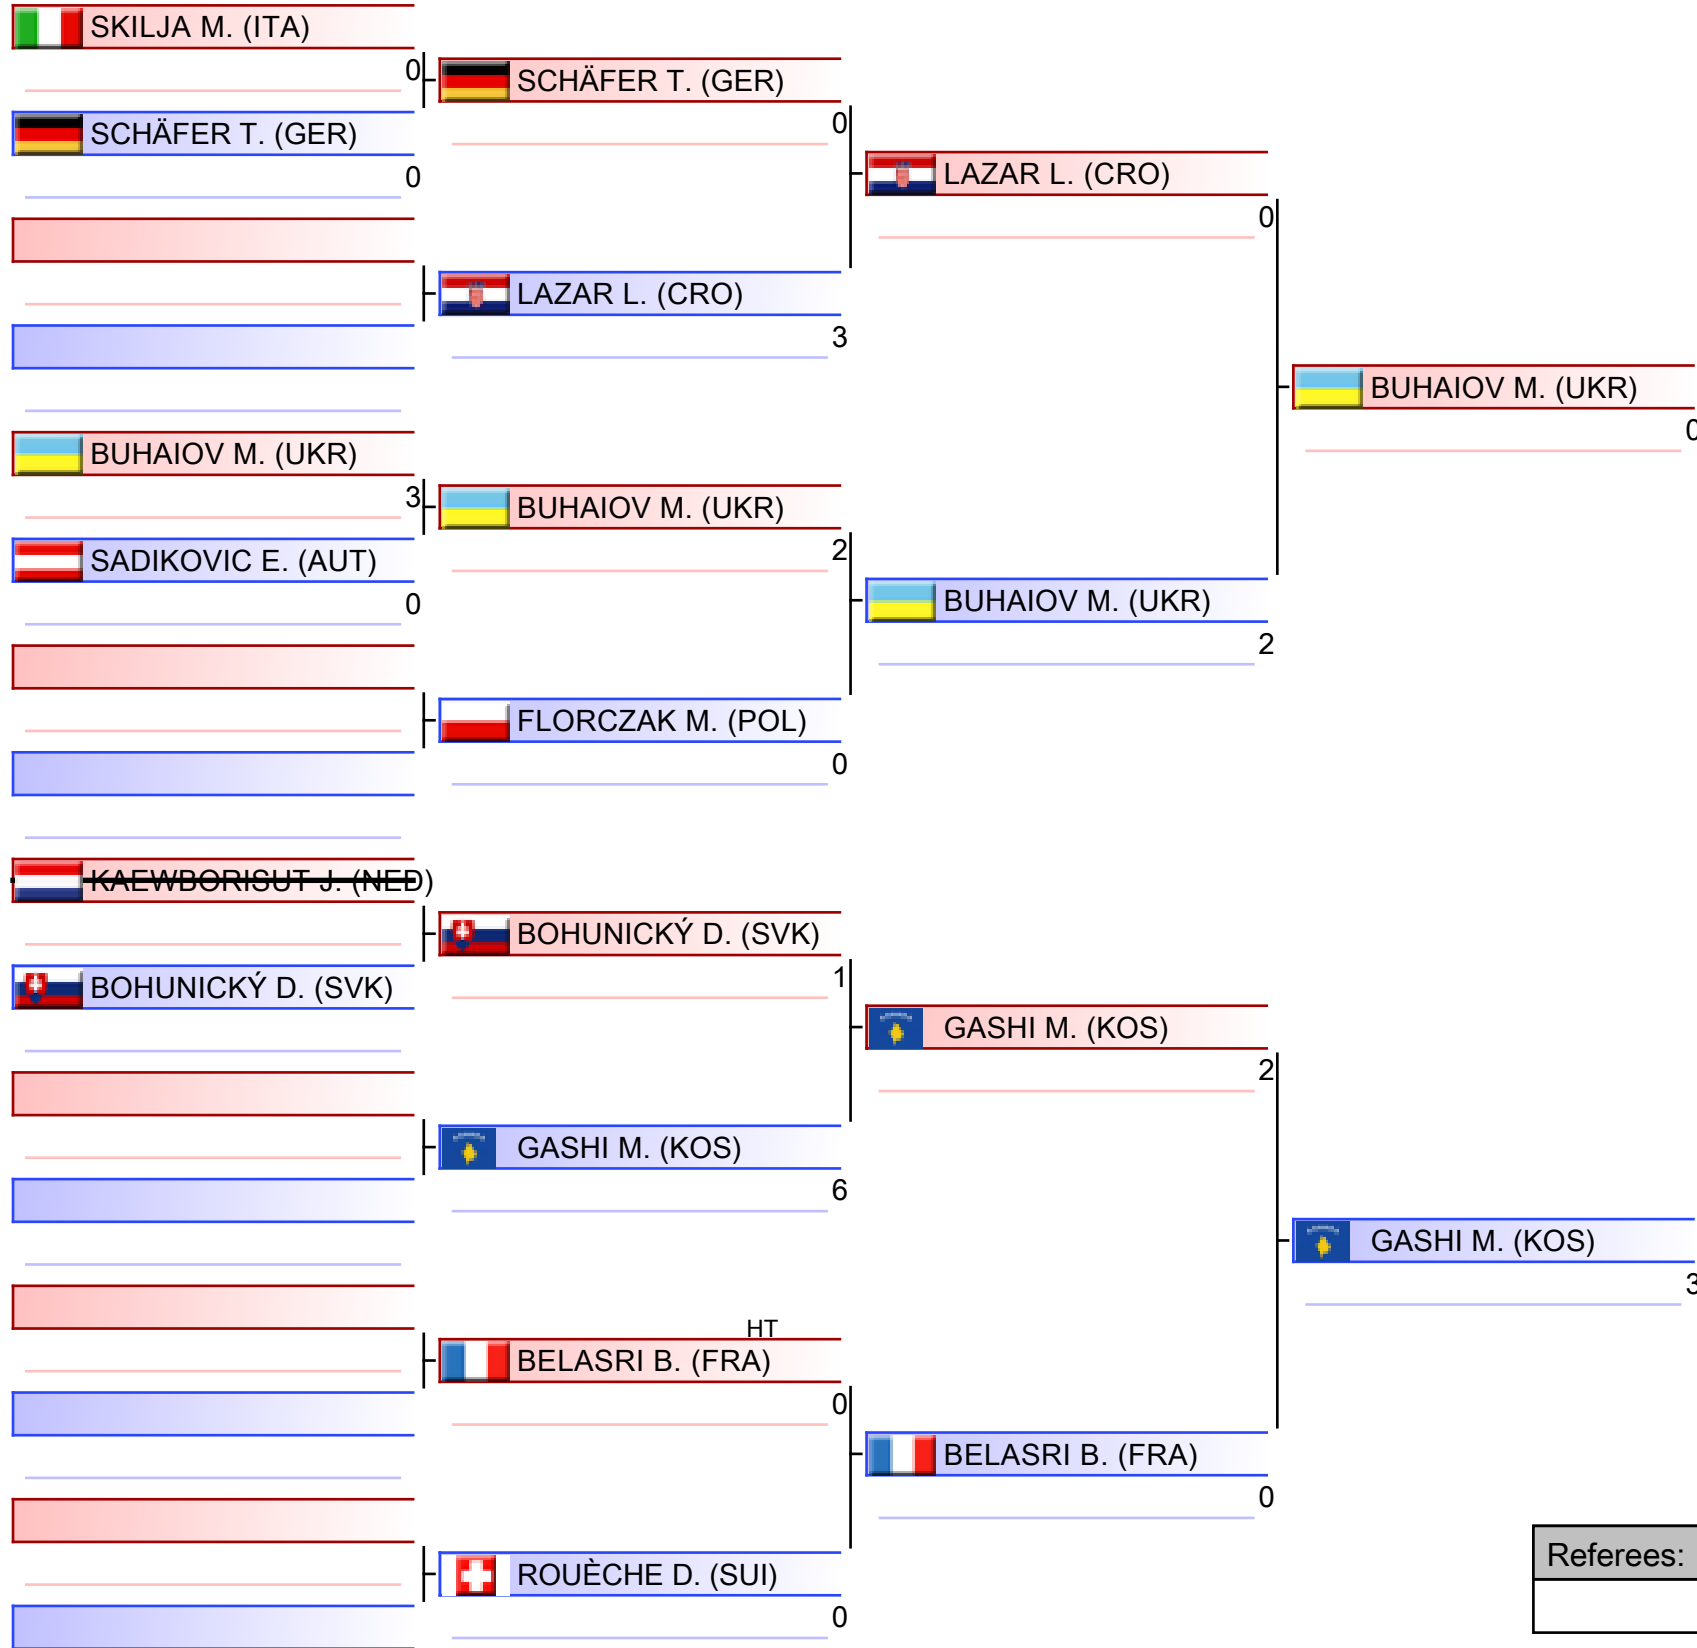 SKILJA M. (ITA)
0
SCHÄFER T. (GER)
0
BUHAIOV M. (UKR)
3
SADIKOVIC E. (AUT)
0
KAEWBORISUT J. (NED)
BOHUNICKÝ D. (SVK)
SCHÄFER T. (GER)
0
LAZAR L. (CRO)
3
BUHAIOV M. (UKR)
2
FLORCZAK M. (POL)
0
BOHUNICKÝ D. (SVK)
1
GASHI M. (KOS)
6
HT
BELASRI B. (FRA)
0
ROUÈCHE D. (SUI)
0
LAZAR L. (CRO)
0
BUHAIOV M. (UKR)
2
GASHI M. (KOS)
2
BELASRI B. (FRA)
0
BUHAIOV M. (UKR)
0
GASHI M. (KOS)
3
Referees: